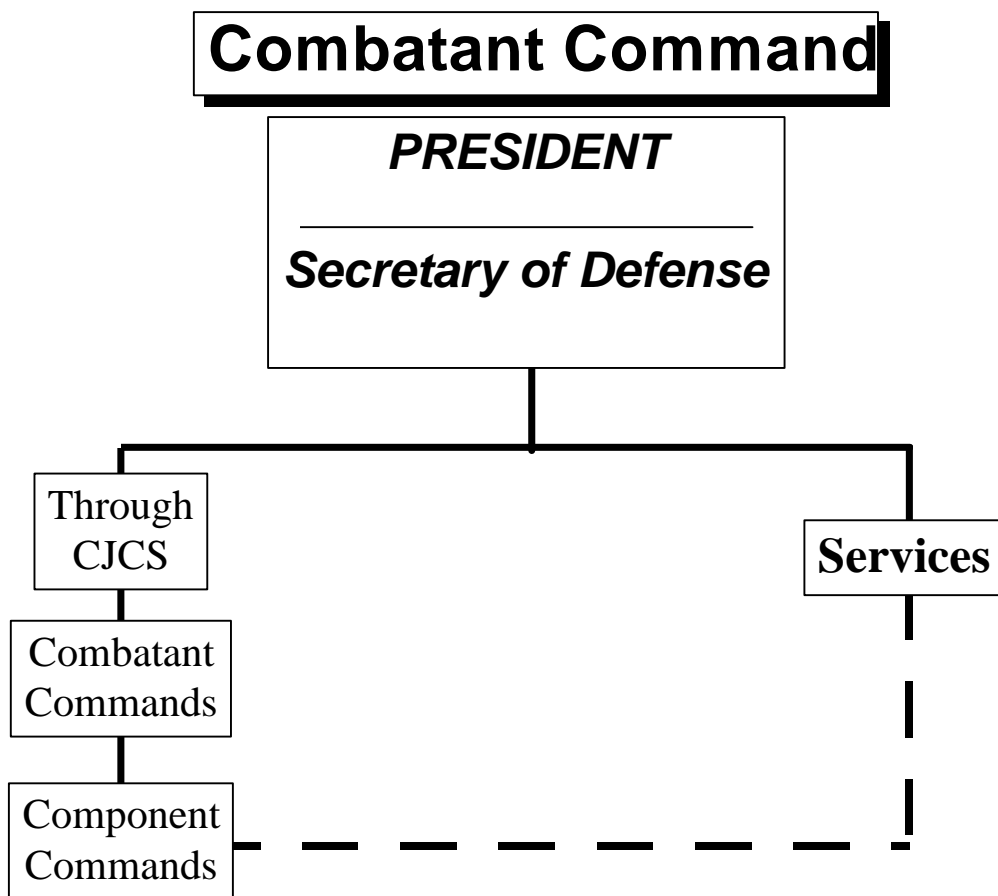 Combatant Command
PRESIDENT
Secretary of Defense
Through
CJCS
Services
Combatant
Commands
Component
Commands